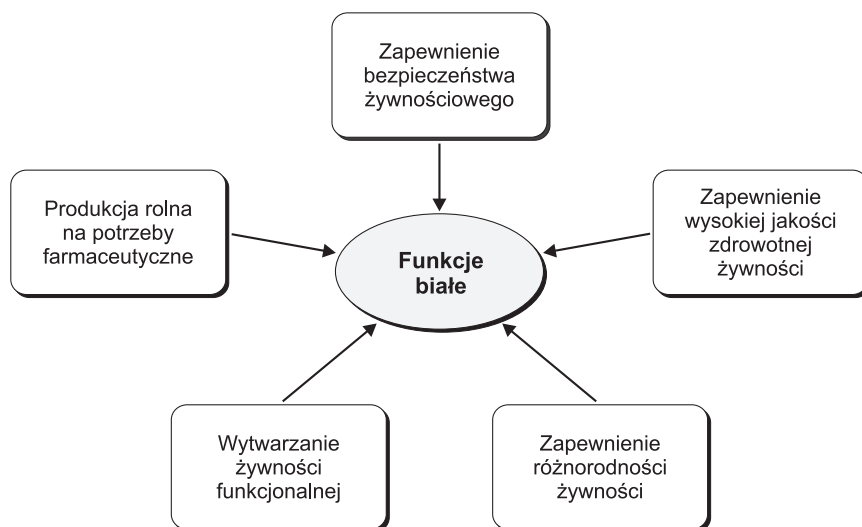 Zapewnienie
bezpieczeństwa
żywnościowego
Produkcja rolna
na potrzeby
farmaceutyczne
Zapewnienie
wysokiej jakości
zdrowotnej
żywności
Funkcje
białe
Wytwarzanie
żywności
funkcjonalnej
Zapewnienie
różnorodności
żywności